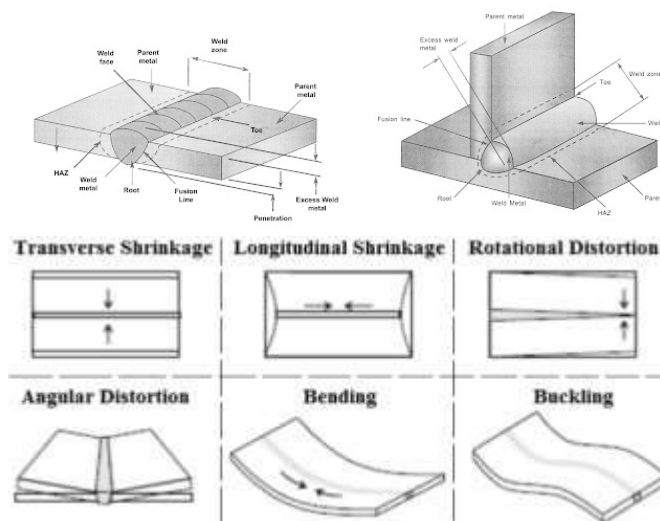 Weld
face
Parent
metal
Weld
zone
Parent
metal
Toe
HAZ
Weld
metal
Root
Fusion
Line
Excess Weld
metal
Penetration
Excess weld
metal
Parent metal
Toe
Weld zone
Fusion line
Weld
Root
Weld Metal
HAZ
Parent
Transverse Shrinkage
Longitudinal Shrinkage
Rotational Distortion
Angular Distortion
Bending
Buckling